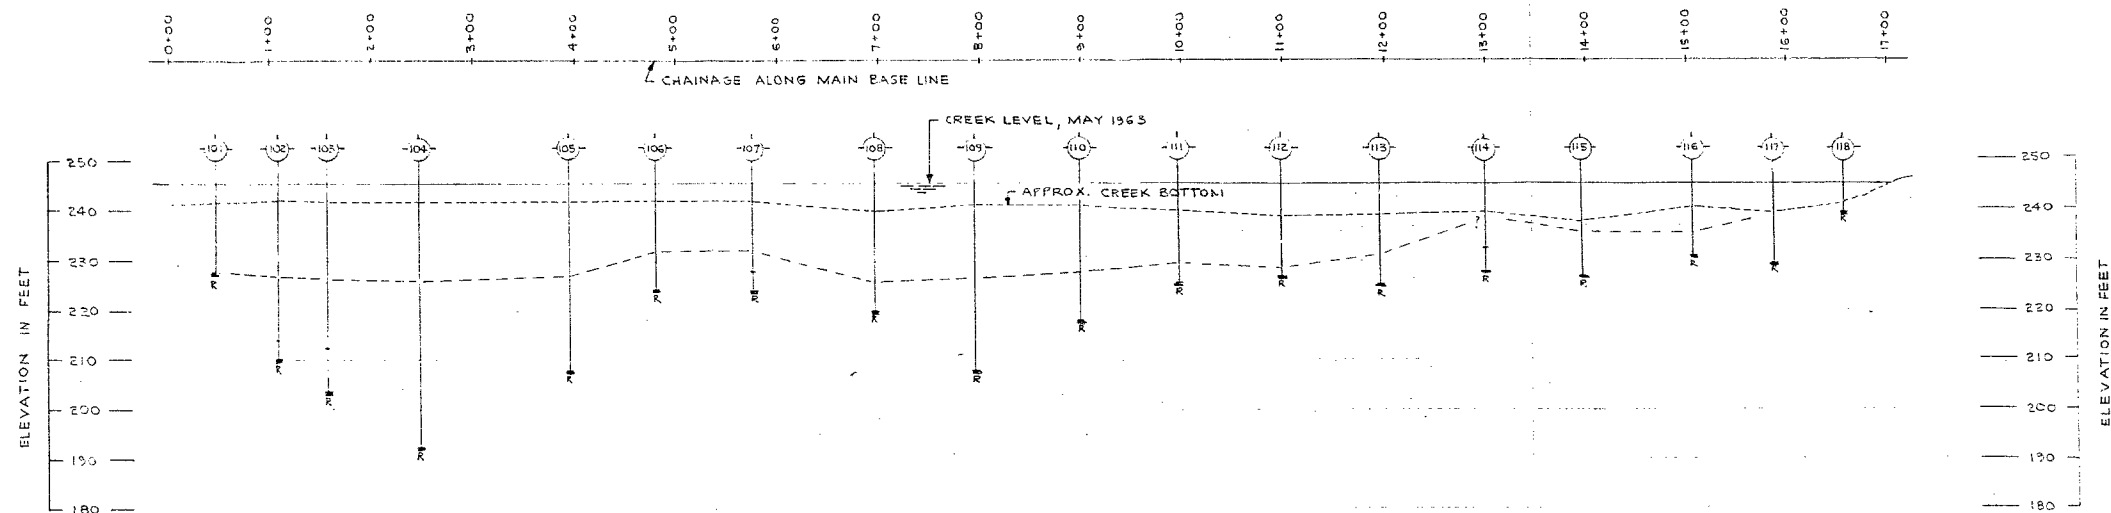 0+00 1+00 2+00 3+00 4+00 5+00 6+00 7+00 8+00 9+00 10+00 11+00 12+00 13+00 14+00 15+00 16+00 17+00
CHAINAGE ALONG MAIN BASE LINE
CREEK LEVEL, MAY 1963
101 102 103 104 105 106 107 108 109 110 111 112 113 114 115 116 117 118
APPROX. CREEK BOTTOM
?
R R R R R R R R R R R R R R R R R R
ELEVATION IN FEET
250
240
230
220
210
200
190
180
250
240
230
220
210
200
190
180
ELEVATION IN FEET